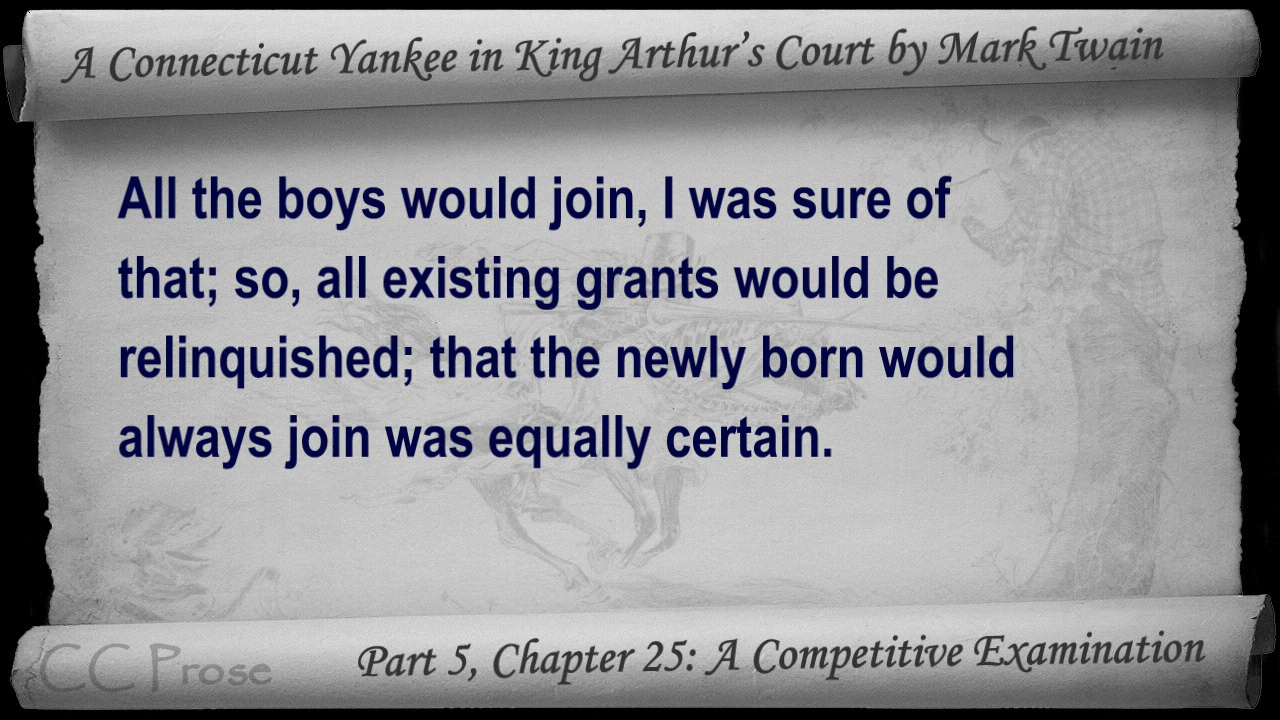 A Connecticut Yankee in King Arthur's Court by Mark Twain
All the boys would join, I was sure of
that; so, all existing grants would be
relinquished; that the newly born would
always join was equally certain.
CC Prose
Part 5, Chapter 25: A Competitive Examination